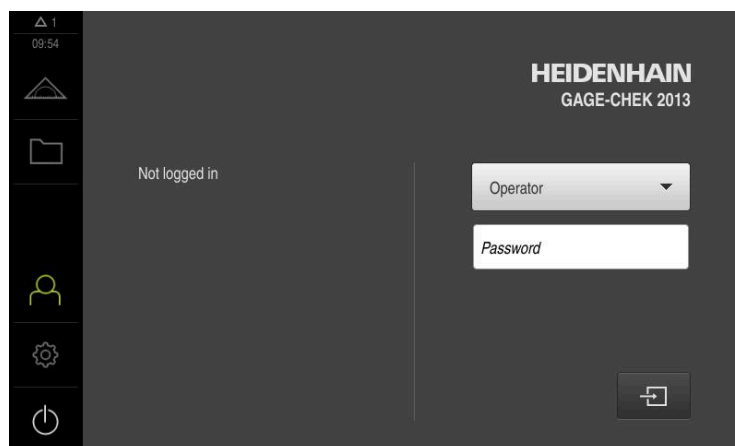 1
09:54
HEIDENHAIN
GAGE-CHEK 2013
Not logged in
Operator
Password